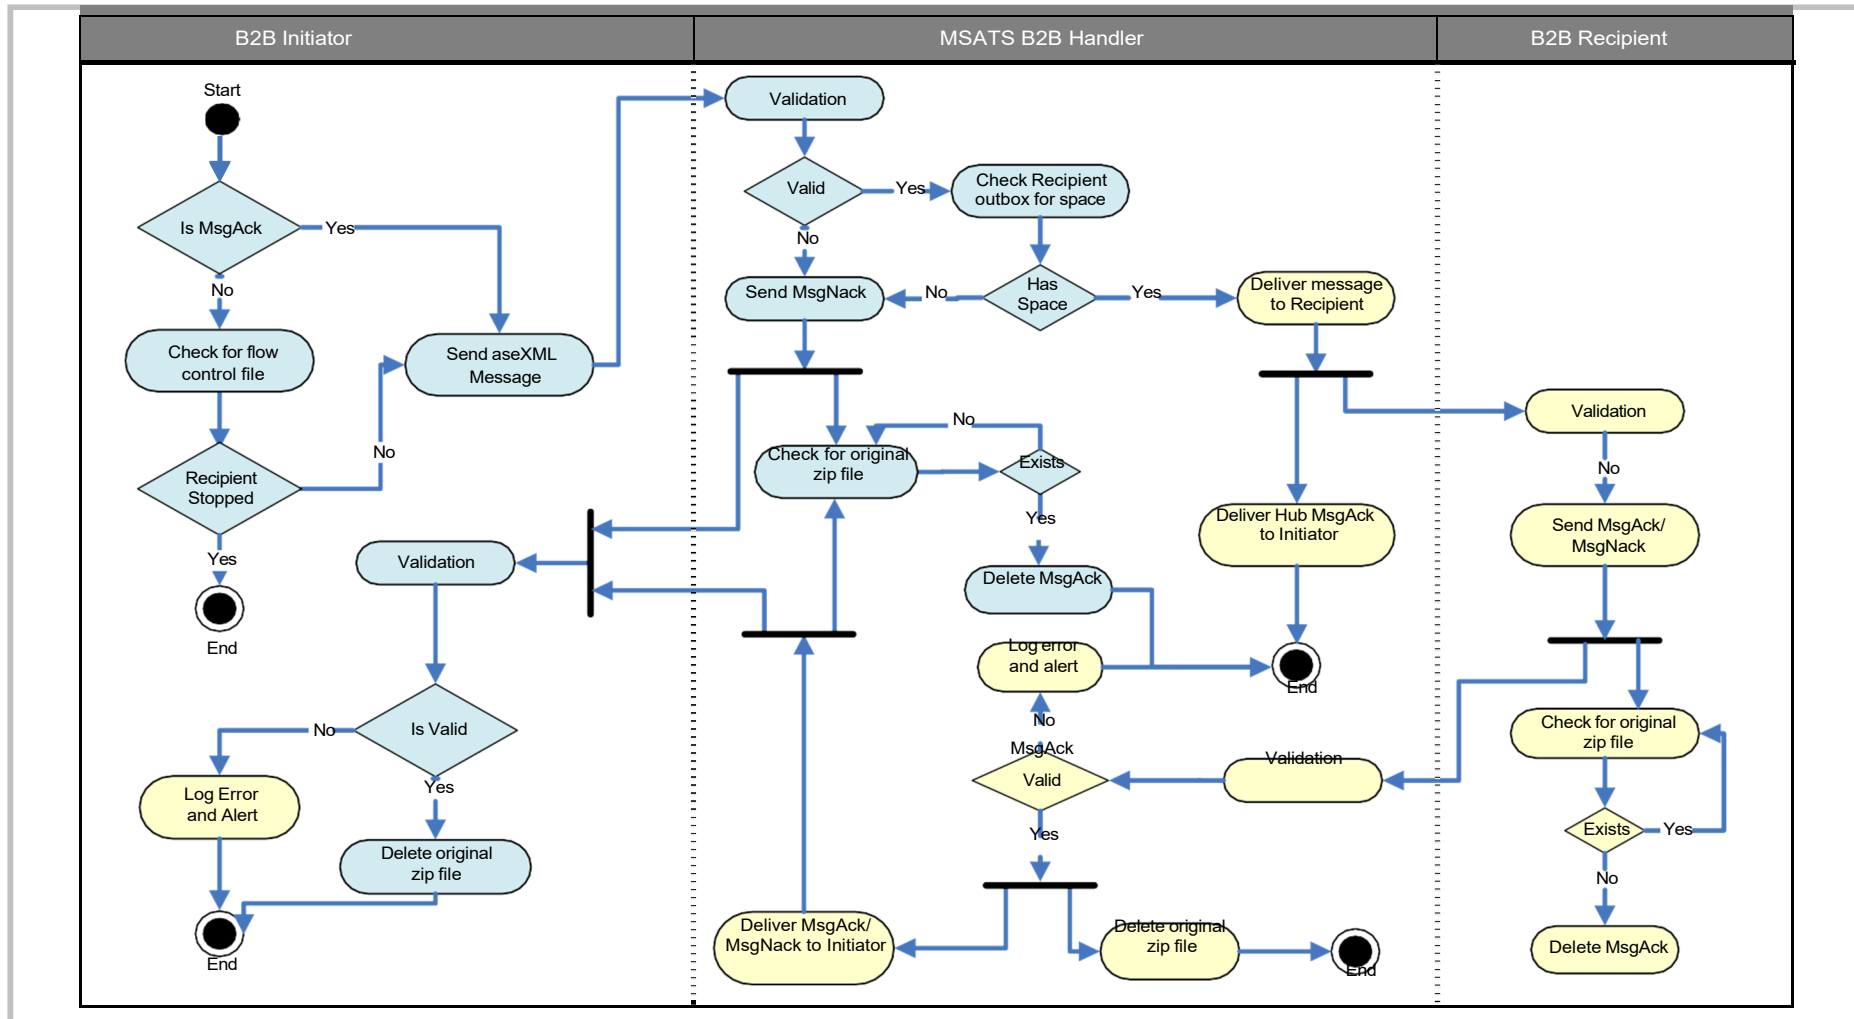 B2B Initiator
MSATS B2B Handler
B2B Recipient
Start
Is MsgAck
Yes
No
Check for flow
control file
Send aseXML
Message
Recipient
Stopped
No
Yes
End
Validation
Is Valid
No
Yes
Log Error
and Alert
Delete original
zip file
End
Validation
Valid
Yes
No
Check Recipient
outbox for space
Send MsgNack
No
Has
Space
Yes
Deliver message
to Recipient
No
Check for original
zip file
Exists
Yes
Delete MsgAck
Deliver Hub MsgAck
to Initiator
Log error
and alert
End
No
MsgAck
Valid
Validation
Yes
Deliver MsgAck/
MsgNack to Initiator
Delete original
zip file
End
Validation
No
Send MsgAck/
MsgNack
Check for original
zip file
Exists
Yes
No
Delete MsgAck